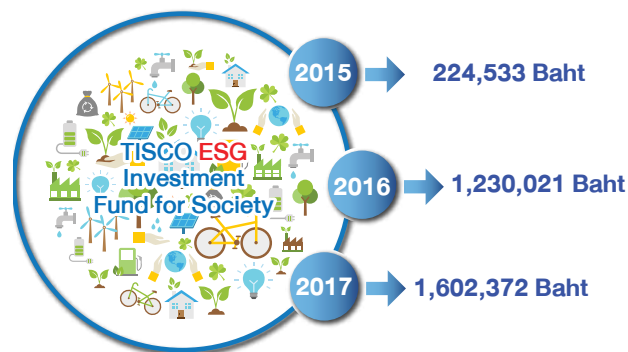 TISCO ESG
Investment
Fund for Society
2015
224,533 Baht
2016
1,230,021 Baht
2017
1,602,372 Baht